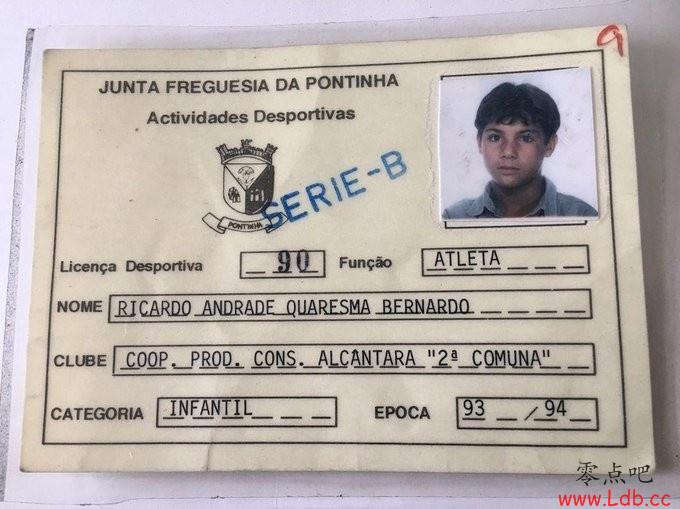 9
JUNTA FREGUESIA DA PONTINHA
Actividades Desportivas
PONTINHA
SERIE-B
Licença Desportiva 90 Função ATLETA
NOME RICARDO ANDRADE QUARESMA BERNARDO
CLUBE COOP. PROD. CONS. ALCÂNTARA "2ª COMUNA"
CATEGORIA INFANTIL EPOCA 93 / 94
零点吧
www.Ldb.cc